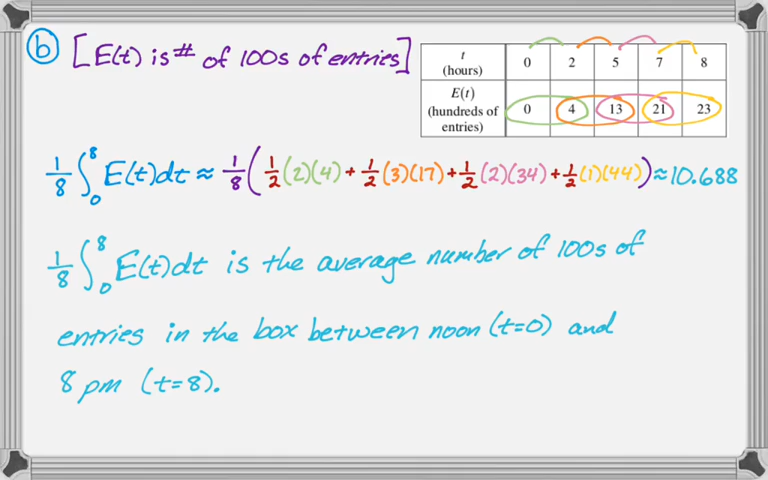 b [E(t) is # of 100s of entries]
t (hours) 0 2 5 7 8
E(t) (hundreds of entries) 0 4 13 21 23
1/8 ∫₀⁸ E(t)dt ≈ 1/8 (1/2(2)(4) + 1/2(3)(17) + 1/2(2)(34) + 1/2(1)(44)) ≈ 10.688
1/8 ∫₀⁸ E(t)dt is the average number of 100s of
entries in the box between noon (t=0) and
8 pm (t=8).